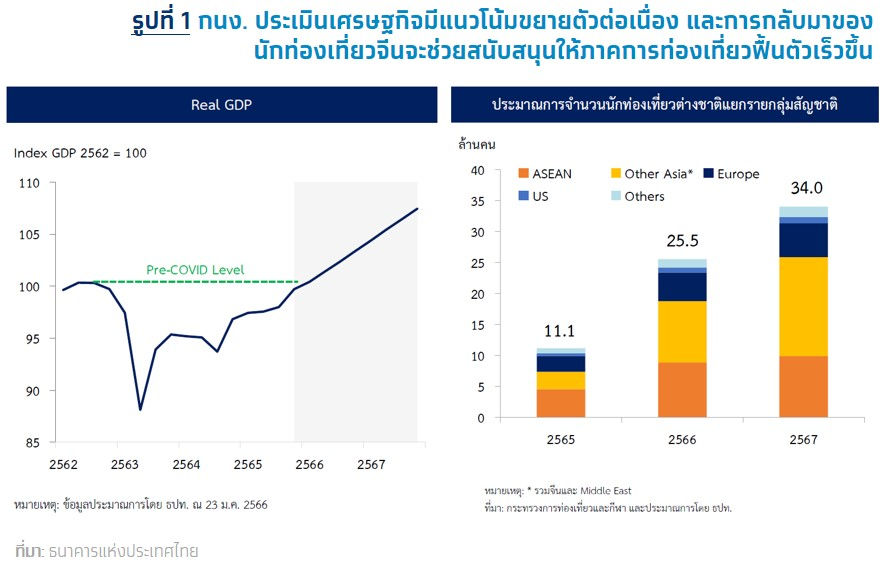 รูปที่ 1 กนง. ประเมินเศรษฐกิจมีแนวโน้มขยายตัวต่อเนื่อง และการกลับมาของ
นักท่องเที่ยวจีนจะช่วยสนับสนุนให้ภาคการท่องเที่ยวฟื้นตัวเร็วขึ้น
Real GDP
Index GDP 2562 = 100
110
105
100
95
90
85
Pre-COVID Level
2562 2563 2564 2565 2566 2567
หมายเหตุ: ข้อมูลประมาณการโดย ธปท. ณ 23 ม.ค. 2566
ประมาณการจำนวนนักท่องเที่ยวต่างชาติแยกรายกลุ่มสัญชาติ
ล้านคน
40
35
30
25
20
15
10
5
0
ASEAN Other Asia* Europe
US Others
11.1
25.5
34.0
2565 2566 2567
หมายเหตุ: * รวมจีนและ Middle East
ที่มา: กระทรวงการท่องเที่ยวและกีฬา และประมาณการโดย ธปท.
ที่มา: ธนาคารแห่งประเทศไทย